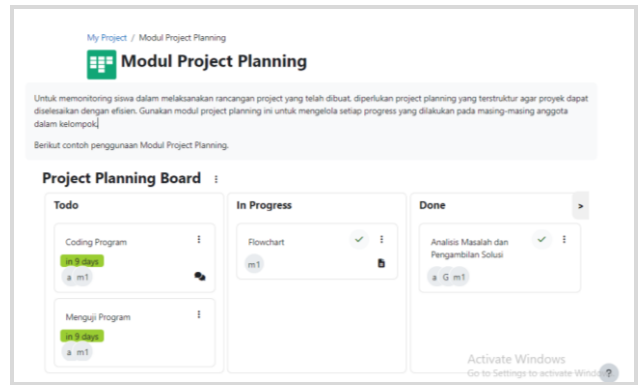 My Project / Modul Project Planning
Modul Project Planning
Untuk memonitoring siswa dalam melaksanakan rancangan project yang telah dibuat, diperlukan project planning yang terstruktur agar proyek dapat
diselesaikan dengan efisien. Gunakan modul project planning ini untuk mengelola setiap progress yang dilakukan pada masing-masing anggota
dalam kelompok.
Berikut contoh penggunaan Modul Project Planning.
Project Planning Board
Todo
In Progress
Done
>
Coding Program
in 9 days
a m1
Menguji Program
in 9 days
a m1
Flowchart
m1
Analisis Masalah dan
Pengambilan Solusi
a G m1
Activate Windows
Go to Settings to activate Wind
?